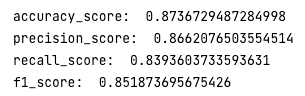 accuracy_score:  0.8736729487284998
precision_score:  0.8662076503554514
recall_score:  0.8393603733593631
f1_score:  0.851873695675426